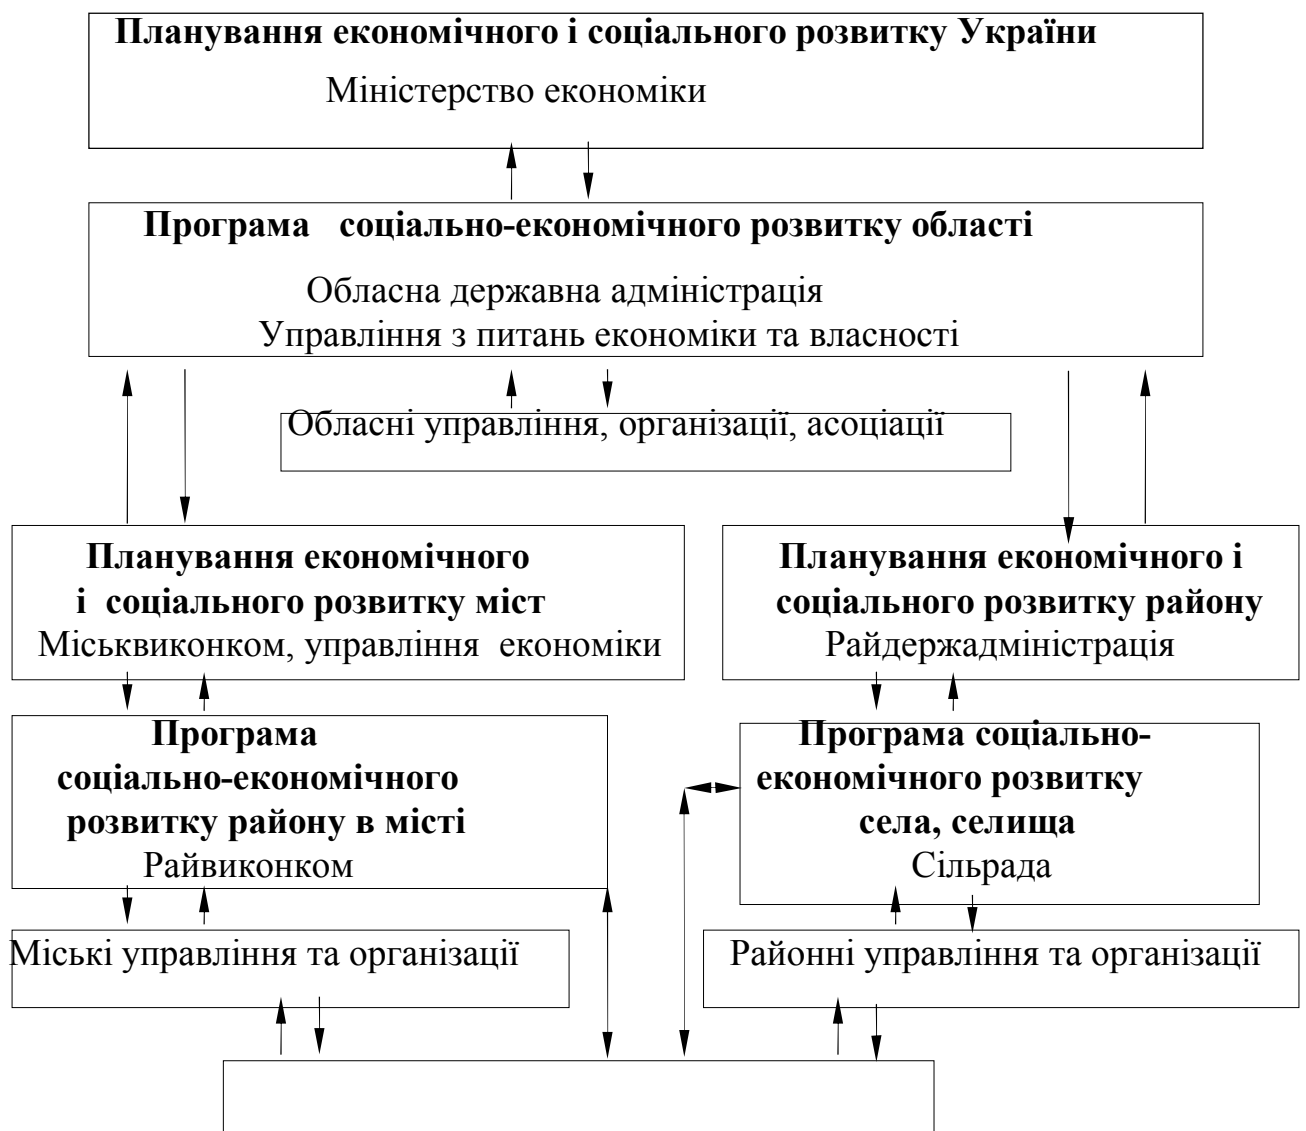 Планування економічного і соціального розвитку України
Міністерство економіки
Програма соціально-економічного розвитку області
Обласна державна адміністрація
Управління з питань економіки та власності
Обласні управління, організації, асоціації
Планування економічного
і соціального розвитку міст
Міськвиконком, управління економіки
Планування економічного і
соціального розвитку району
Райдержадміністрація
Програма
соціально-економічного
розвитку району в місті
Райвиконком
Програма соціально-
економічного розвитку
села, селища
Сільрада
Міські управління та організації
Районні управління та організації